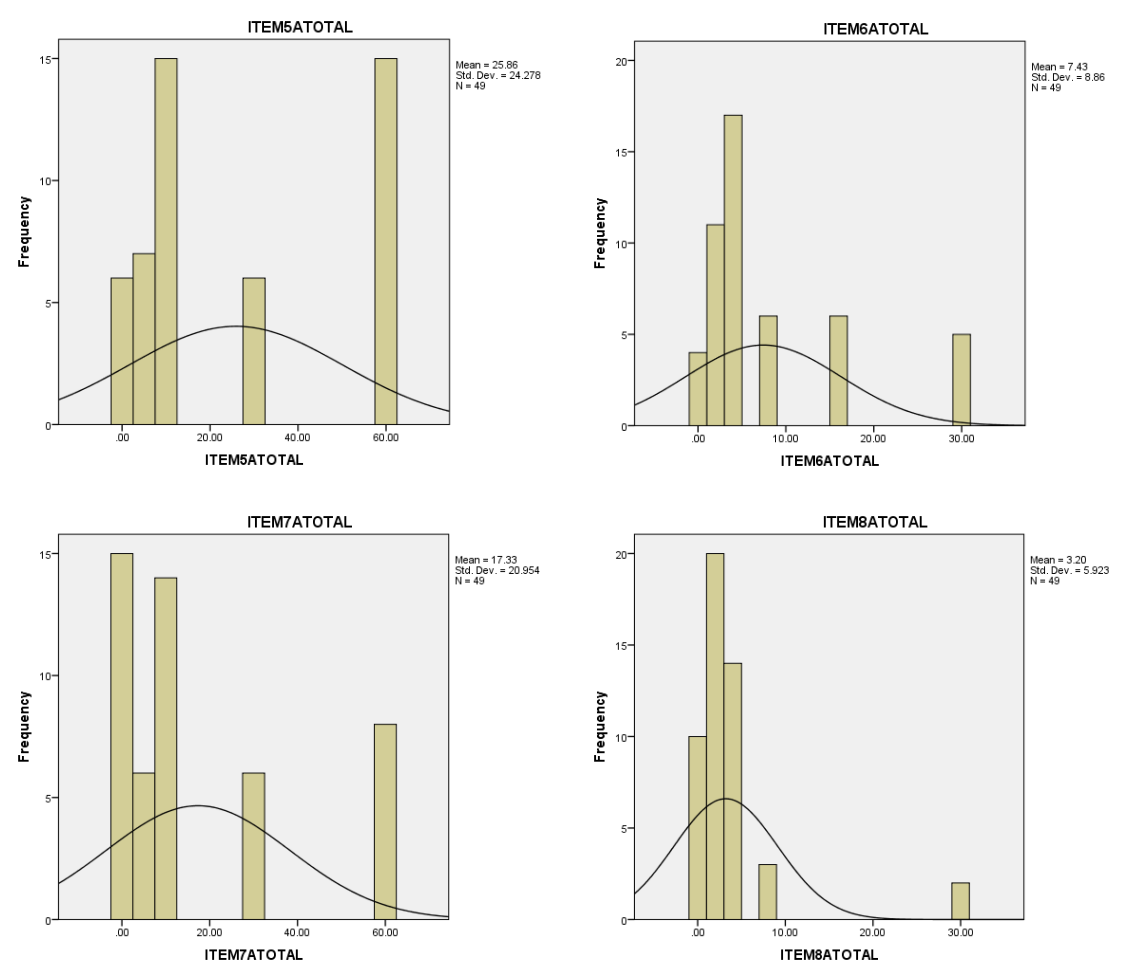 ITEM5ATOTAL
Mean = 25.86
Std. Dev. = 24.278
N = 49
15
10
5
0
Frequency
.00 20.00 40.00 60.00
ITEM5ATOTAL
ITEM6ATOTAL
Mean = 7.43
Std. Dev. = 8.86
N = 49
20
15
10
5
0
Frequency
.00 10.00 20.00 30.00
ITEM6ATOTAL
ITEM7ATOTAL
Mean = 17.33
Std. Dev. = 20.954
N = 49
15
10
5
0
Frequency
.00 20.00 40.00 60.00
ITEM7ATOTAL
ITEM8ATOTAL
Mean = 3.20
Std. Dev. = 5.923
N = 49
20
15
10
5
0
Frequency
.00 10.00 20.00 30.00
ITEM8ATOTAL